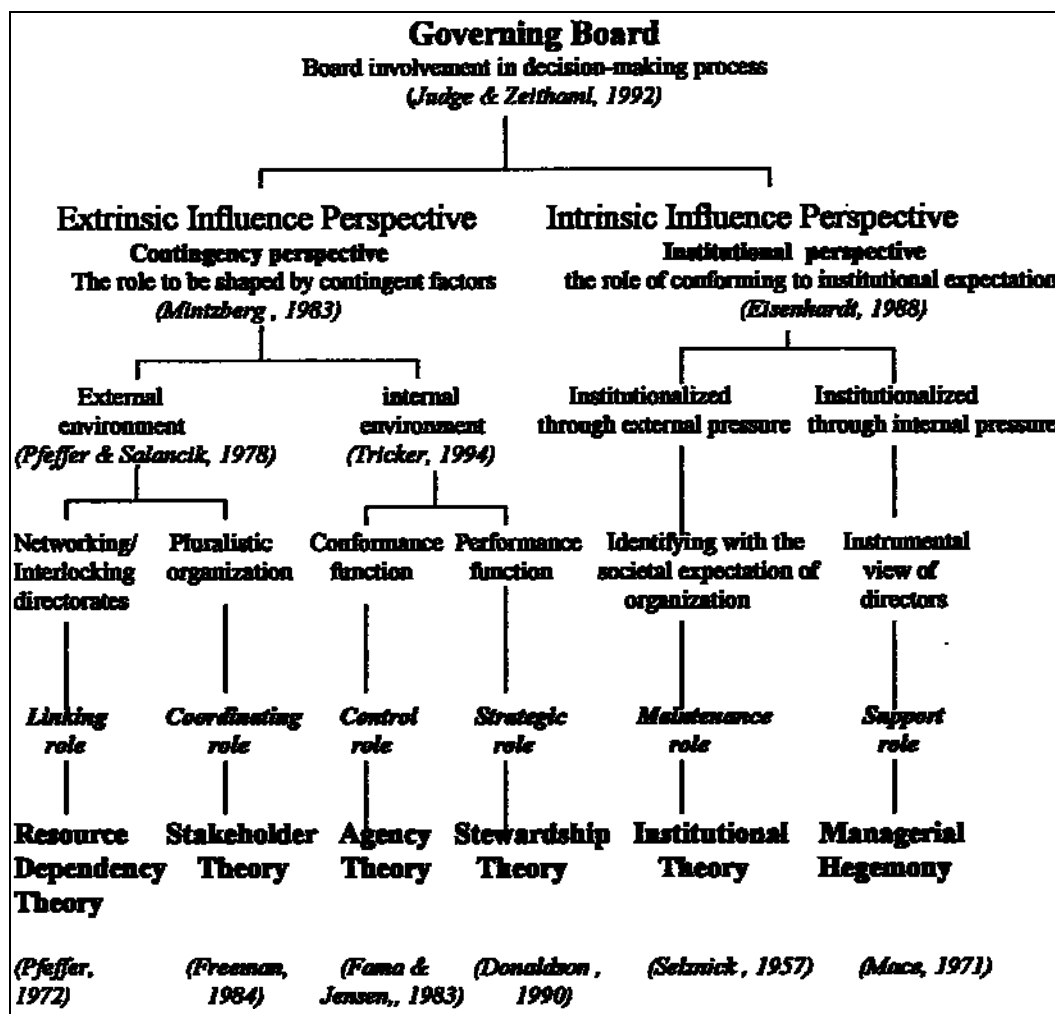 Governing Board
Board involvement in decision-making process
(Judge & Zeithaml, 1992)
Extrinsic Influence Perspective
Contingency perspective
The role to be shaped by contingent factors
(Mintzberg , 1983)
Intrinsic Influence Perspective
Institutional perspective
the role of conforming to institutional expectation
(Eisenhardt, 1988)
External
environment
(Pfeffer & Salancik, 1978)
internal
environment
(Tricker, 1994)
Institutionalized
through external pressure
Institutionalized
through internal pressure
Networking/
Interlocking
directorates
Pluralistic
organization
Conformance
function
Performance
function
Identifying with the
societal expectation of
organization
Instrumental
view of
directors
Linking
role
Coordinating
role
Control
role
Strategic
role
Maintenance
role
Support
role
Resource
Dependency
Theory
Stakeholder
Theory
Agency
Theory
Stewardship
Theory
Institutional
Theory
Managerial
Hegemony
(Pfeffer,
1972)
(Freeman,
1984)
(Fama &
Jensen,, 1983)
(Donaldson ,
1990)
(Selznick , 1957)
(Mace, 1971)